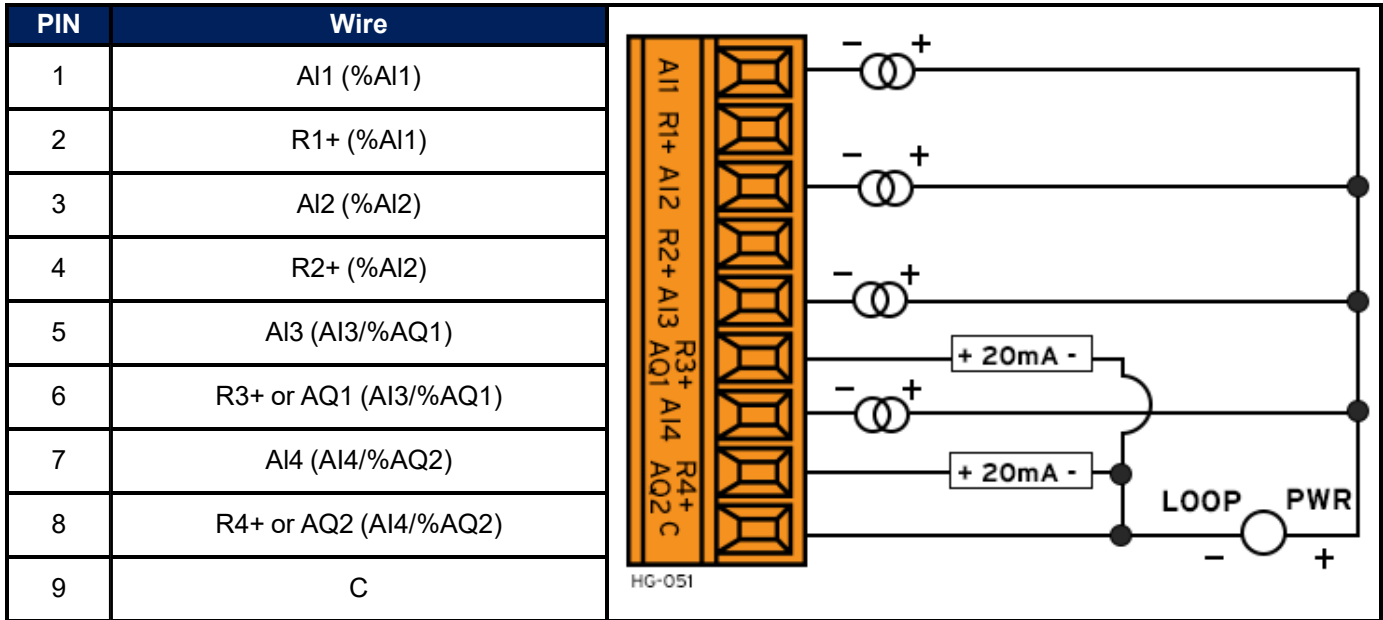 PIN Wire
1 AI1 (%AI1)
2 R1+ (%AI1)
3 AI2 (%AI2)
4 R2+ (%AI2)
5 AI3 (AI3/%AQ1)
6 R3+ or AQ1 (AI3/%AQ1)
7 AI4 (AI4/%AQ2)
8 R4+ or AQ2 (AI4/%AQ2)
9 C
AI1
R1+
AI2
R2+
AI3
R3+
AQ1
AI4
R4+
AQ2
C
HG-051
- +
- +
- +
+ 20mA -
- +
+ 20mA -
LOOP PWR
- +